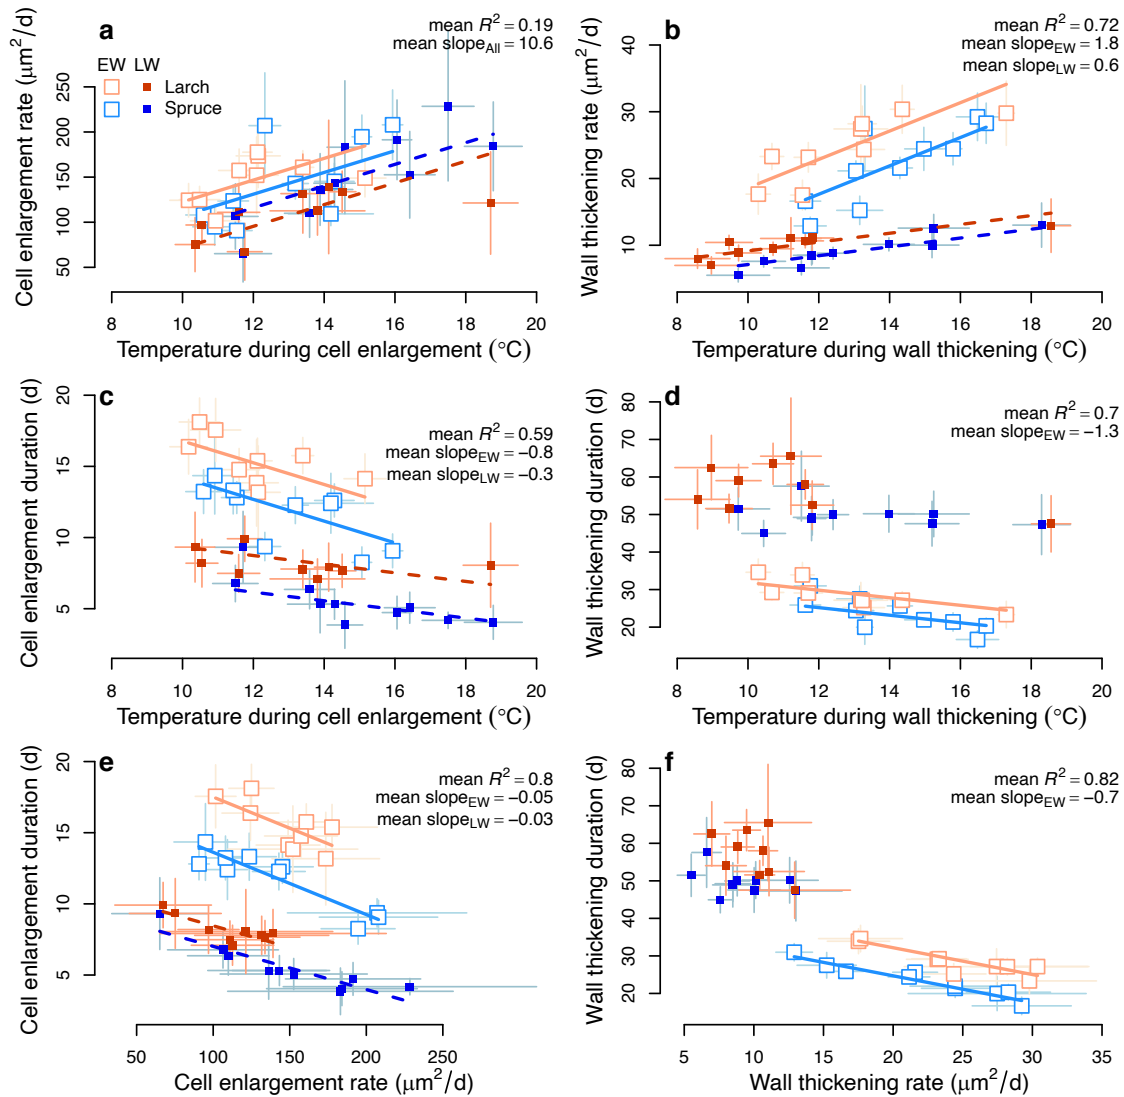 a
mean R² = 0.19
mean slopeAll = 10.6
EW LW
Larch
Spruce
Cell enlargement rate (μm²/d)
250
200
150
100
50
8 10 12 14 16 18 20
Temperature during cell enlargement (°C)
b
mean R² = 0.72
mean slopeEW = 1.8
mean slopeLW = 0.6
Wall thickening rate (μm²/d)
40
30
20
10
8 10 12 14 16 18 20
Temperature during wall thickening (°C)
c
mean R² = 0.59
mean slopeEW = −0.8
mean slopeLW = −0.3
Cell enlargement duration (d)
20
15
10
5
8 10 12 14 16 18 20
Temperature during cell enlargement (°C)
d
mean R² = 0.7
mean slopeEW = −1.3
Wall thickening duration (d)
80
70
60
50
40
30
20
8 10 12 14 16 18 20
Temperature during wall thickening (°C)
e
mean R² = 0.8
mean slopeEW = −0.05
mean slopeLW = −0.03
Cell enlargement duration (d)
20
15
10
5
50 100 150 200 250
Cell enlargement rate (μm²/d)
f
mean R² = 0.82
mean slopeEW = −0.7
Wall thickening duration (d)
80
70
60
50
40
30
20
5 10 15 20 25 30 35
Wall thickening rate (μm²/d)